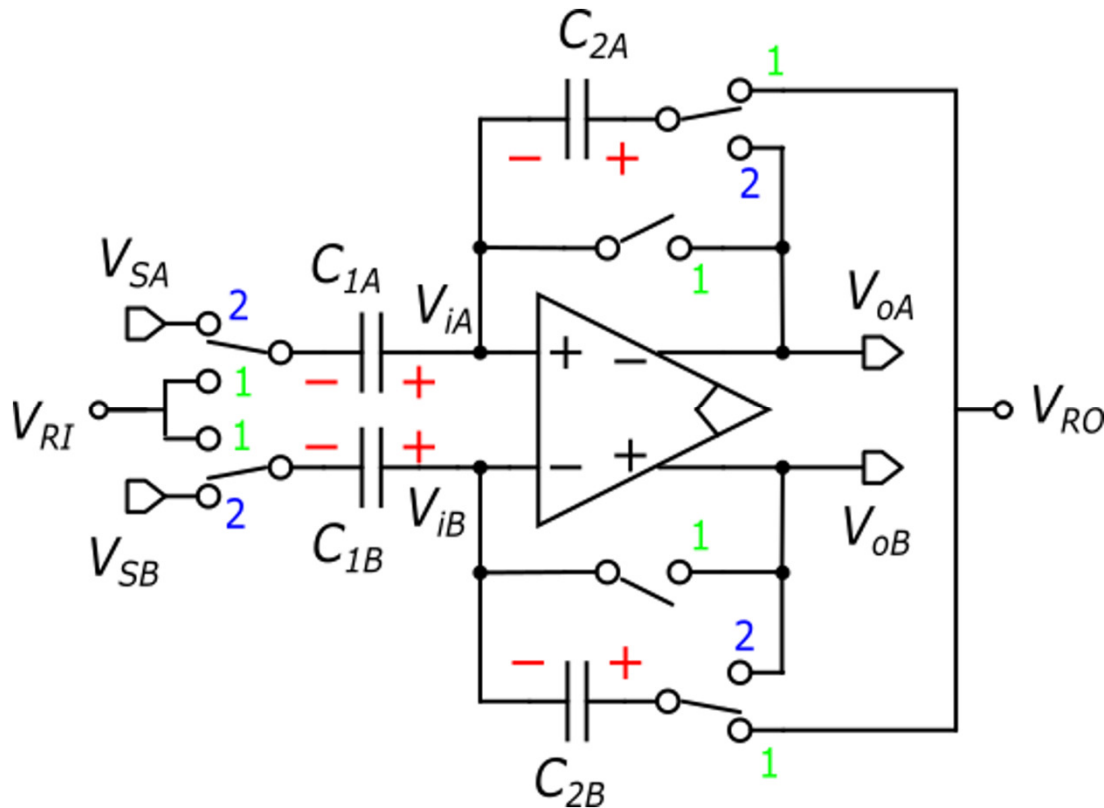 C2A
1
2
VSA
2
C1A
ViA
1
VoA
VRI
1
1
VRO
VSB
2
C1B
ViB
1
VoB
2
C2B
1
− +
− +
− +
− +
+ −
− +